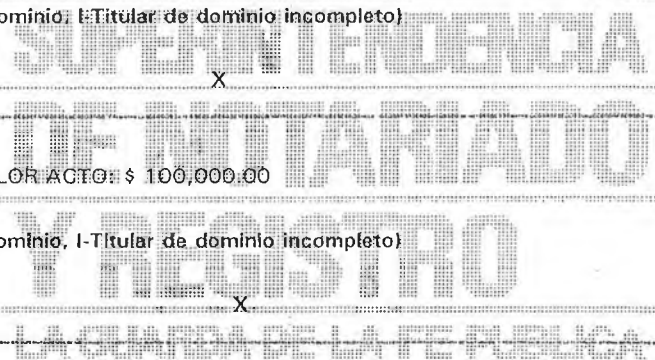 ominio, I-Titular de dominio incompleto)
SUPERINTENDENCIA
X
DE NOTARIADO
LOR ACTO: $ 100,000.00
ominio, I-Titular de dominio incompleto)
Y REGISTRO
X
LA GUARDA DE LA FE PUBLICA